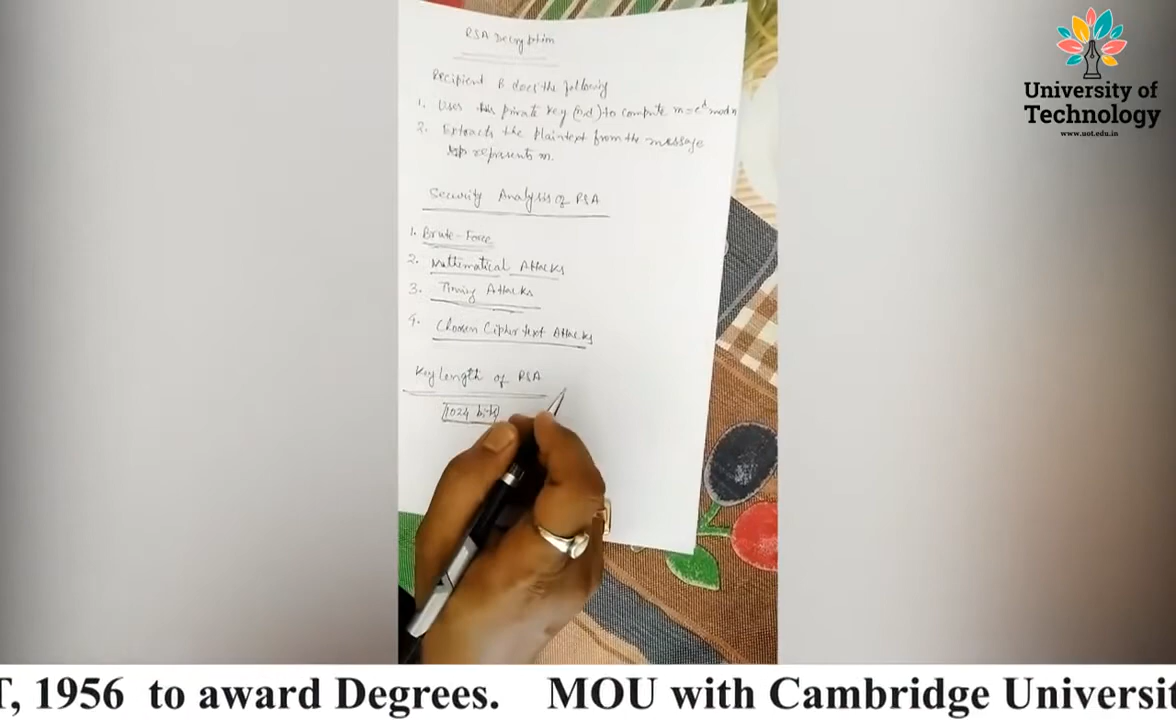 RSA Decryption
Recipient B does the following
1. Uses his private key (n,d) to compute m=c^d mod n
2. Extracts the plaintext from the message
represents m.
Security Analysis of RSA
1. Brute-Force
2. Mathematical Attacks
3. Timing Attacks
4. Choosen Cipher text Attacks
Key length of RSA
1024 bits
University of
Technology
www.uot.edu.in
T, 1956 to award Degrees. MOU with Cambridge Universit